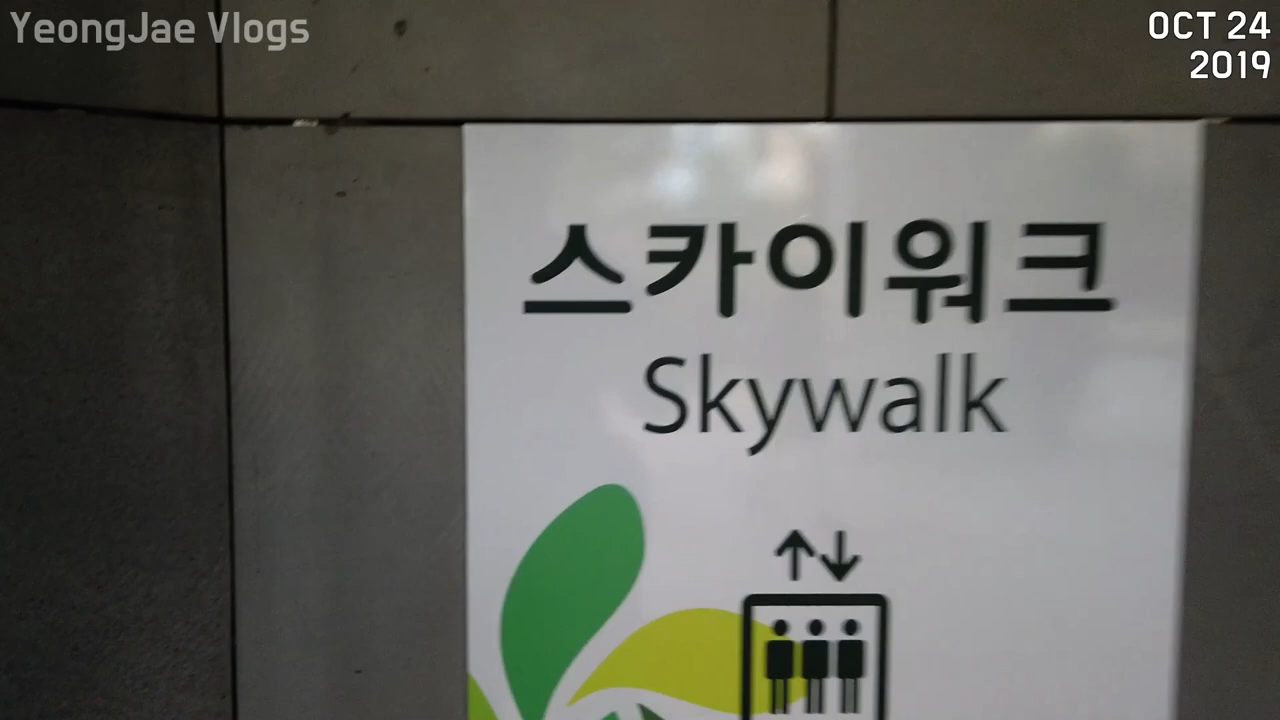 YeongJae Vlogs
OCT 24
2019
스카이워크
Skywalk